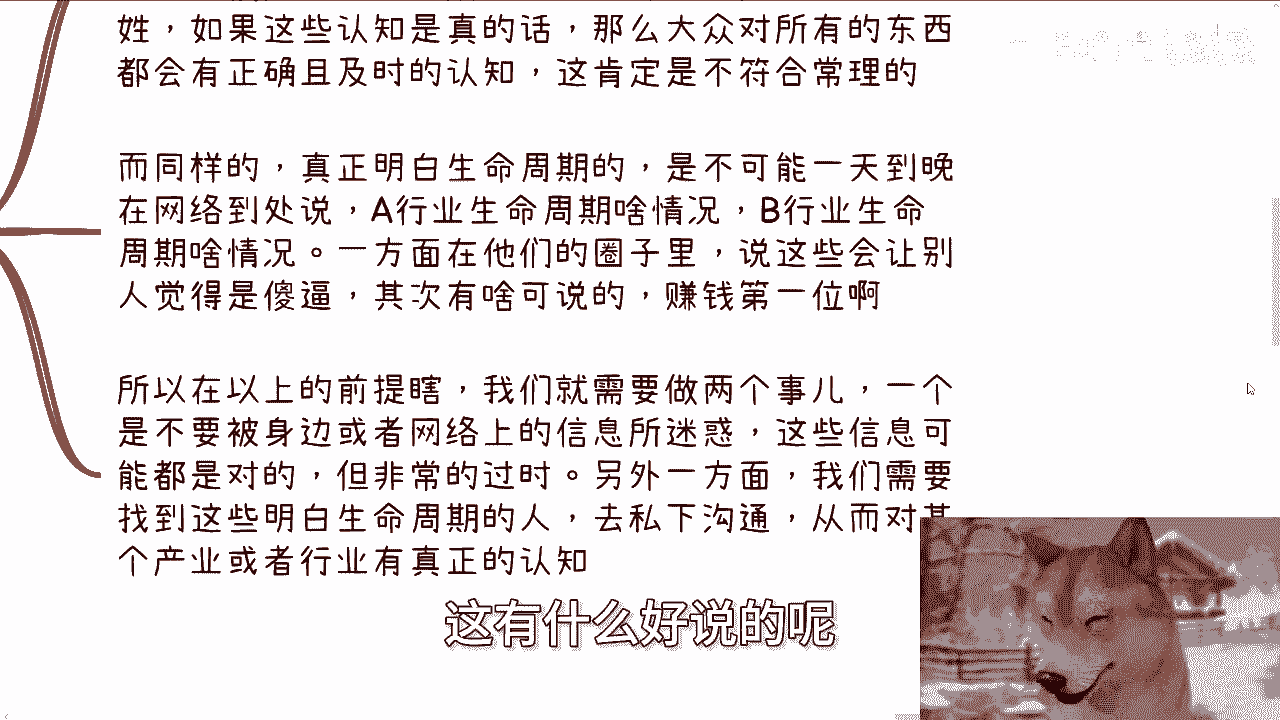 姓，如果这些认知是真的话，那么大众对所有的东西
都会有正确且及时的认知，这肯定是不符合常理的
而同样的，真正明白生命周期的，是不可能一天到晚
在网络到处说，A行业生命周期啥情况，B行业生命
周期啥情况。一方面在他们的圈子里，说这些会让别
人觉得是傻逼，其次有啥可说的，赚钱第一位啊
所以在以上的前提瞎，我们就需要做两个事儿，一个
是不要被身边或者网络上的信息所迷惑，这些信息可
能都是对的，但非常的过时。另外一方面，我们需要
找到这些明白生命周期的人，去私下沟通，从而对某
个产业或者行业有真正的认知
这有什么好说的呢